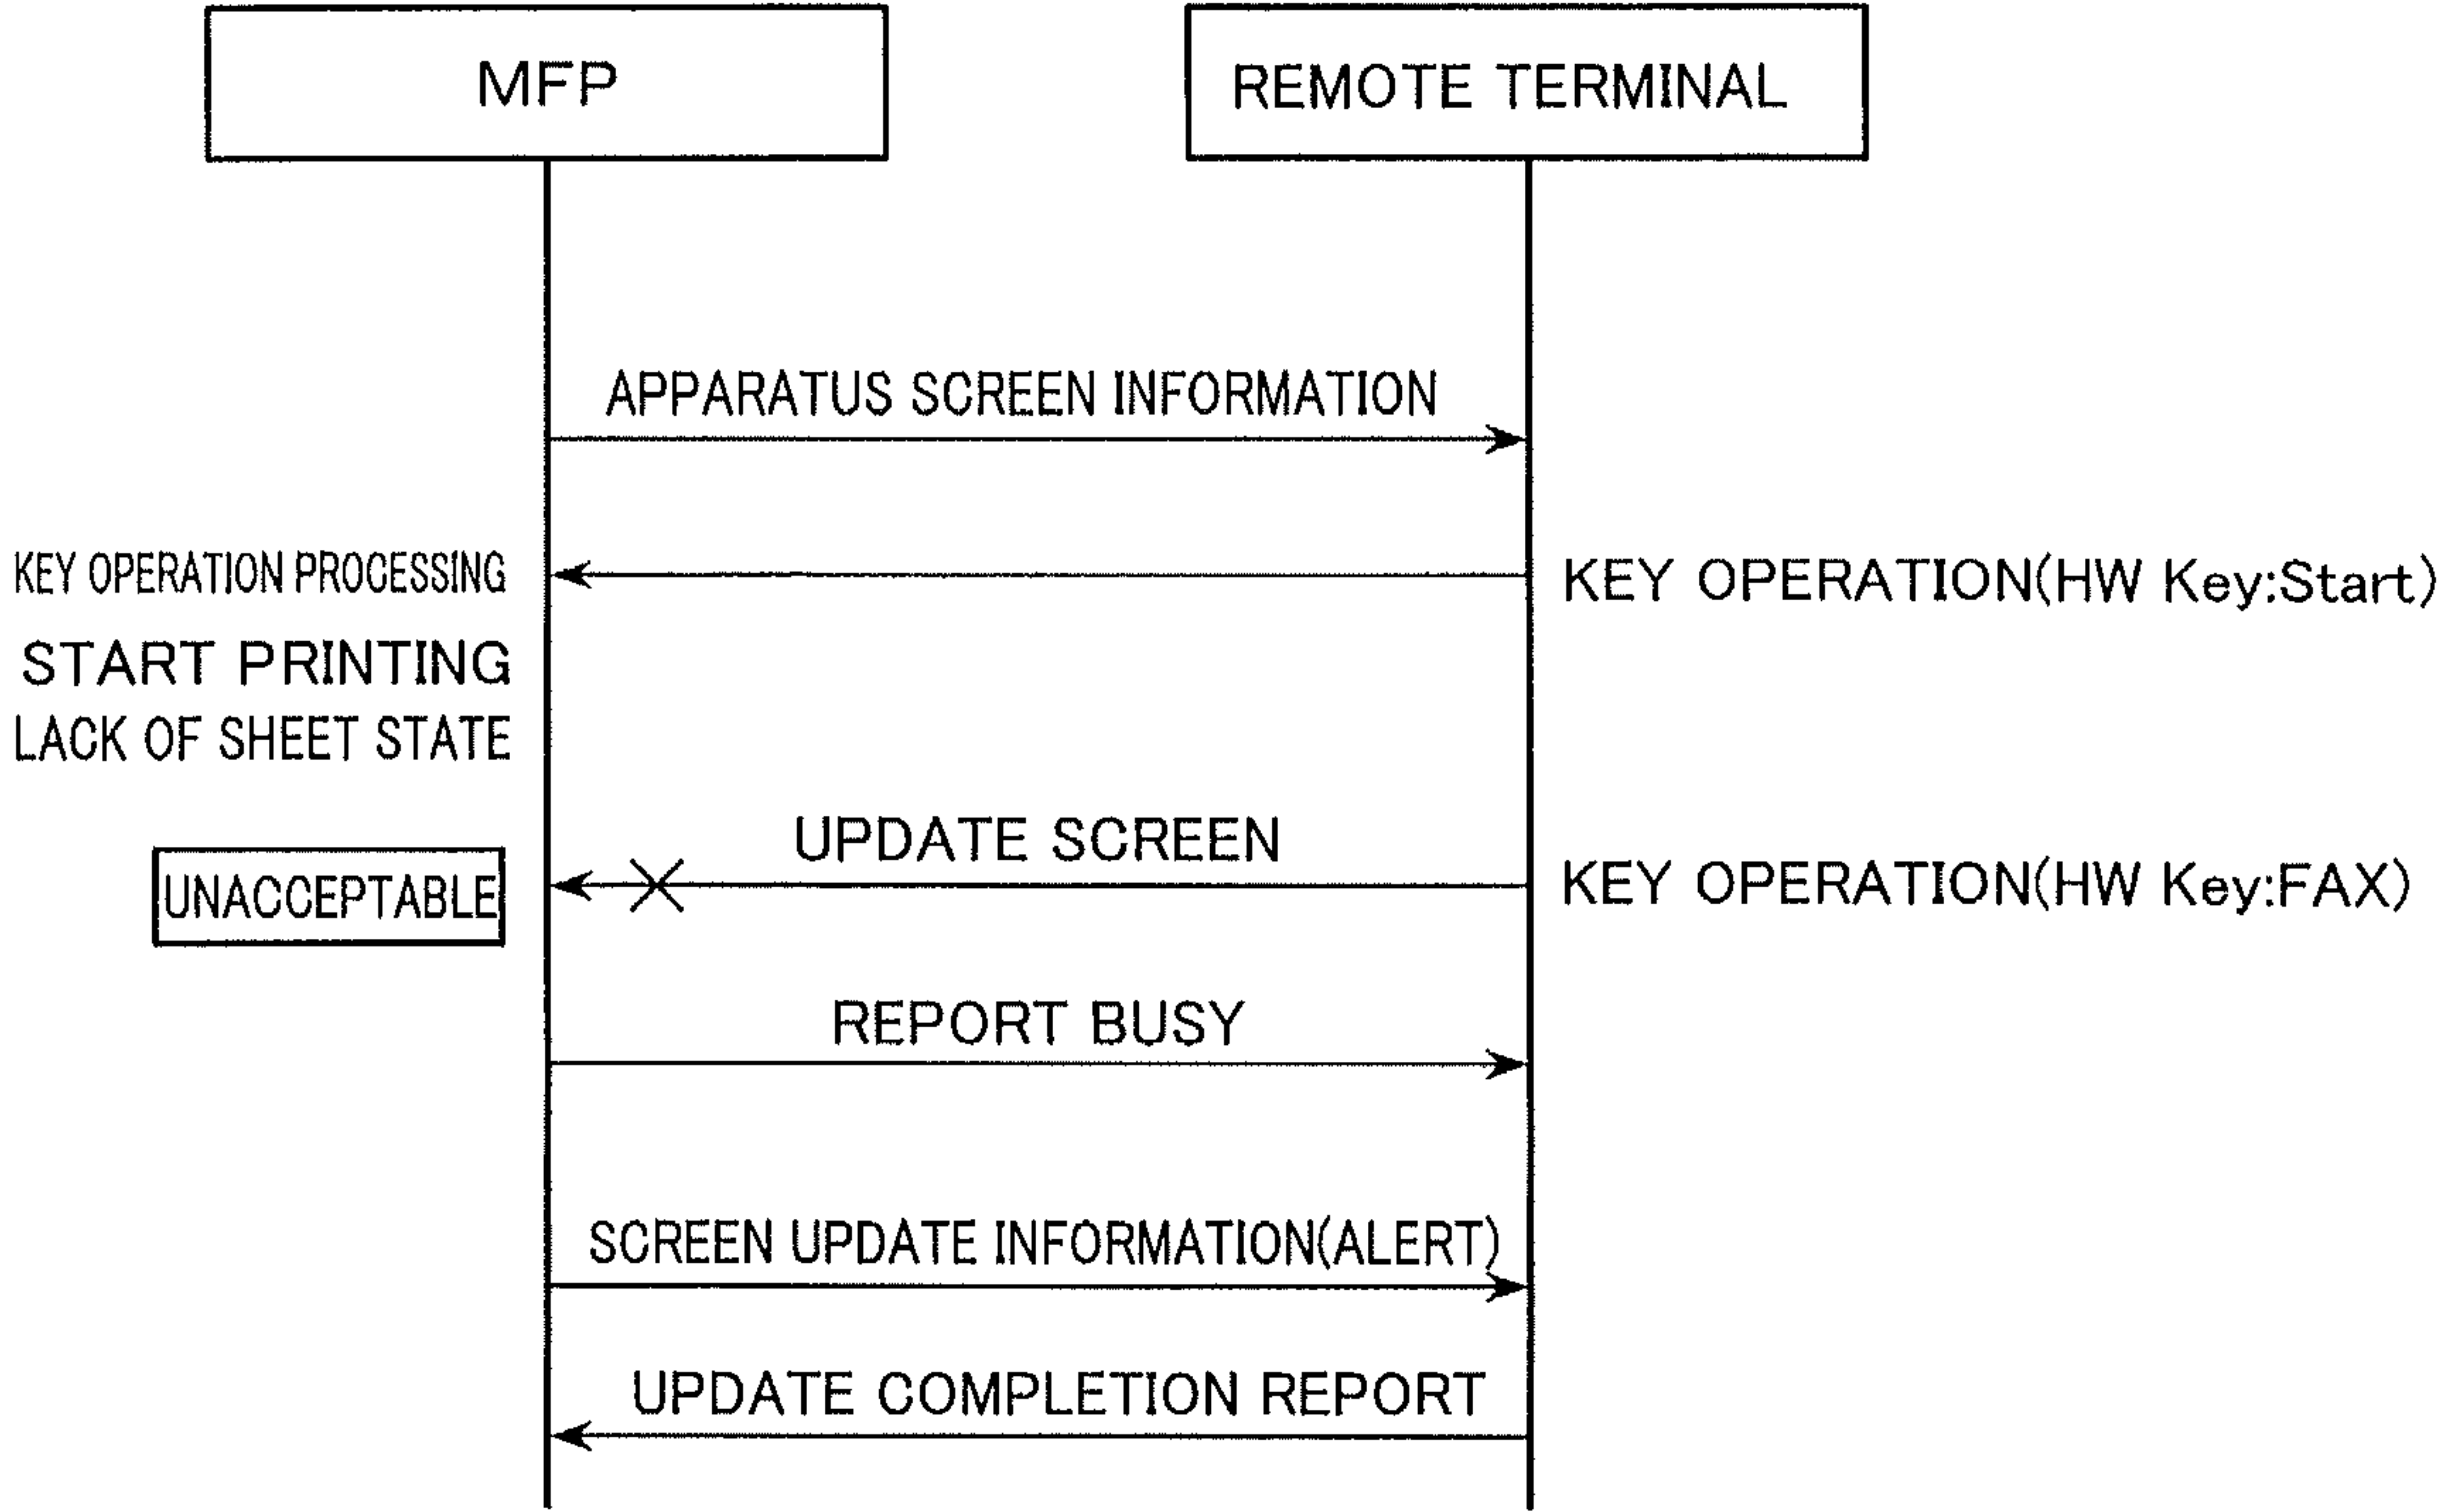 MFP
REMOTE TERMINAL
APPARATUS SCREEN INFORMATION
KEY OPERATION PROCESSING
KEY OPERATION(HW Key:Start)
START PRINTING
LACK OF SHEET STATE
UPDATE SCREEN
UNACCEPTABLE
KEY OPERATION(HW Key:FAX)
REPORT BUSY
SCREEN UPDATE INFORMATION(ALERT)
UPDATE COMPLETION REPORT